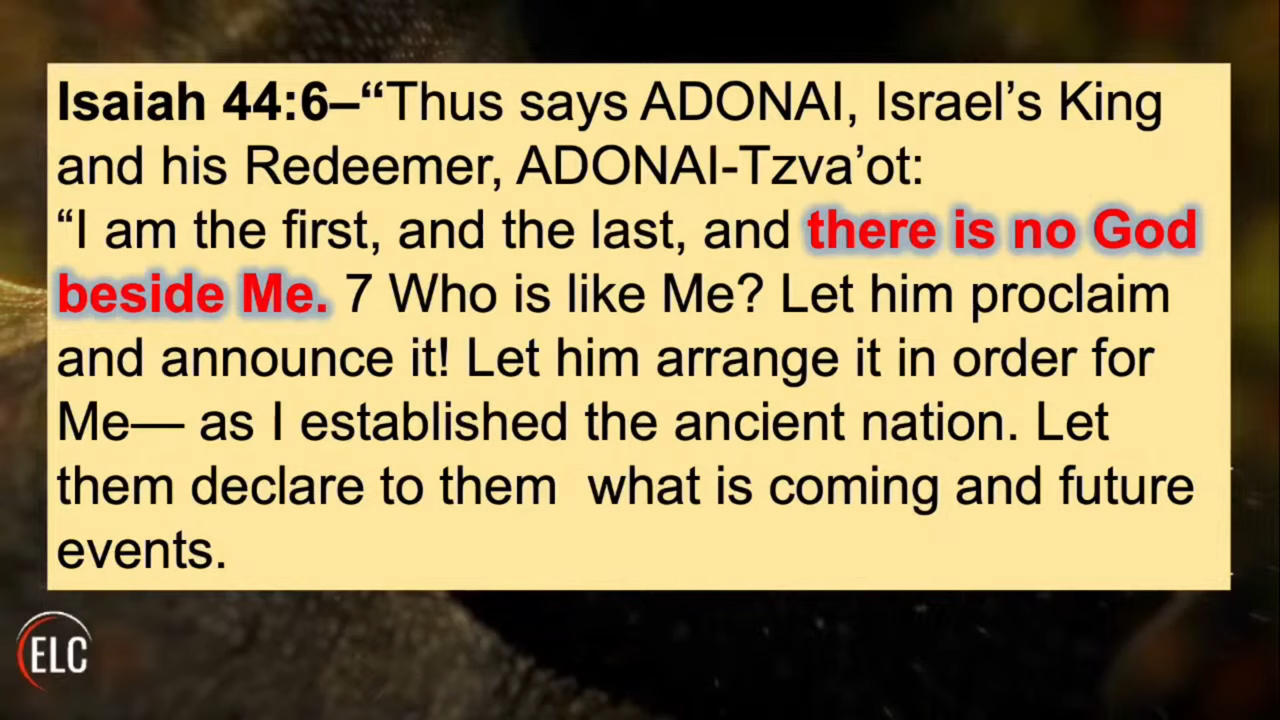 Isaiah 44:6–“Thus says ADONAI, Israel’s King
and his Redeemer, ADONAI-Tzva’ot:
“I am the first, and the last, and there is no God
beside Me. 7 Who is like Me? Let him proclaim
and announce it! Let him arrange it in order for
Me— as I established the ancient nation. Let
them declare to them  what is coming and future
events.
ELC